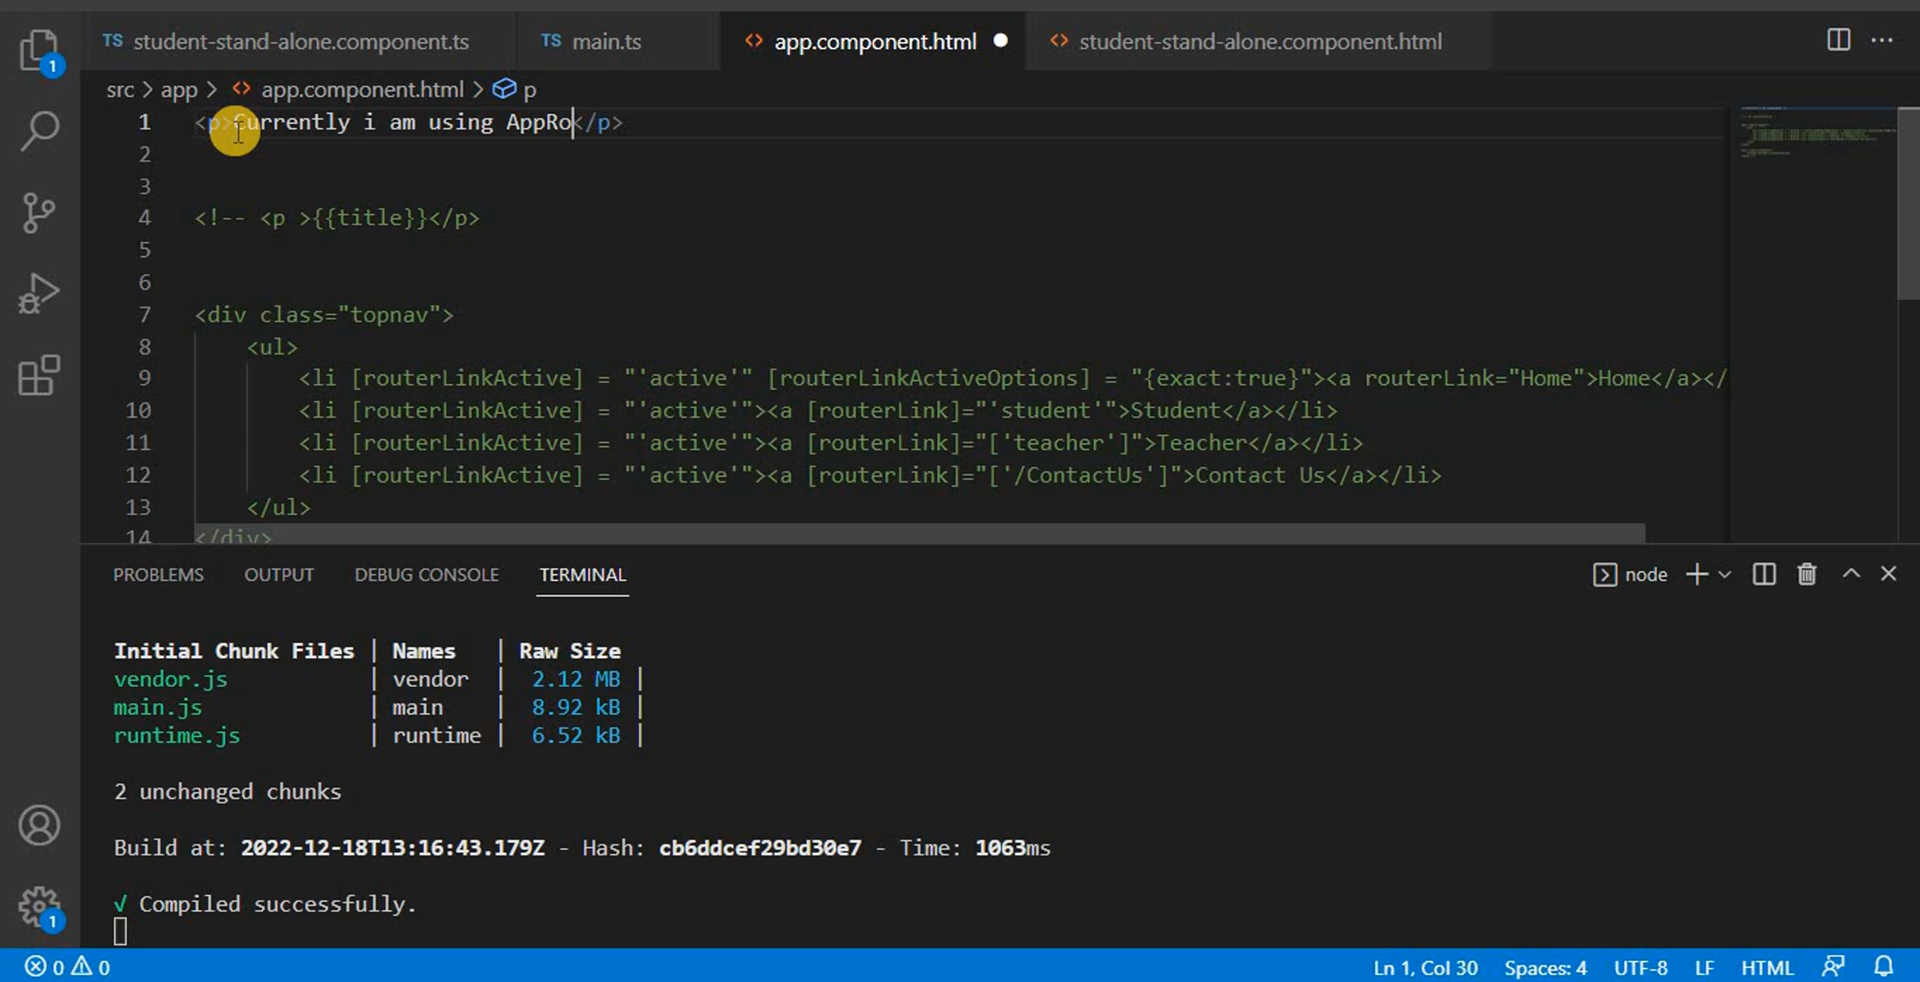 1
TS student-stand-alone.component.ts TS main.ts <> app.component.html ● <> student-stand-alone.component.html ···
src > app > <> app.component.html > p
1 <p>Currently i am using AppRo</p>
2
3
4 <!-- <p >{{title}}</p>
5
6
7 <div class="topnav">
8 <ul>
9 <li [routerLinkActive] = "'active'" [routerLinkActiveOptions] = "{exact:true}"><a routerLink="Home">Home</a></
10 <li [routerLinkActive] = "'active'"><a [routerLink]="'student'">Student</a></li>
11 <li [routerLinkActive] = "'active'"><a [routerLink]="['teacher']">Teacher</a></li>
12 <li [routerLinkActive] = "'active'"><a [routerLink]="['/ContactUs']">Contact Us</a></li>
13 </ul>
14 </div>
PROBLEMS OUTPUT DEBUG CONSOLE TERMINAL node
Initial Chunk Files | Names | Raw Size
vendor.js | vendor | 2.12 MB |
main.js | main | 8.92 kB |
runtime.js | runtime | 6.52 kB |
2 unchanged chunks
Build at: 2022-12-18T13:16:43.179Z - Hash: cb6ddcef29bd30e7 - Time: 1063ms
√ Compiled successfully.
1
0 0 Ln 1, Col 30 Spaces: 4 UTF-8 LF HTML